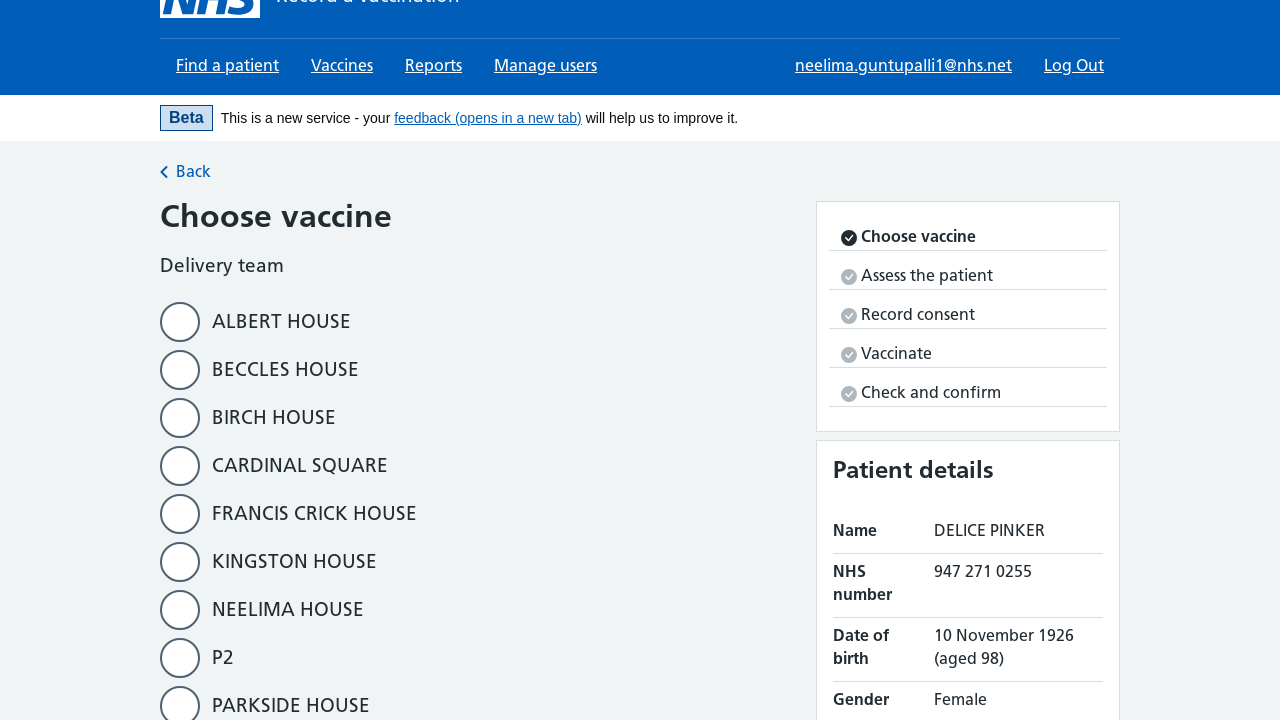 NHS Record a vaccination
Find a patient Vaccines Reports Manage users neelima.guntupalli1@nhs.net Log Out
Beta This is a new service - your feedback (opens in a new tab) will help us to improve it.
Back
Choose vaccine
Delivery team
ALBERT HOUSE
BECCLES HOUSE
BIRCH HOUSE
CARDINAL SQUARE
FRANCIS CRICK HOUSE
KINGSTON HOUSE
NEELIMA HOUSE
P2
PARKSIDE HOUSE
Choose vaccine
Assess the patient
Record consent
Vaccinate
Check and confirm
Patient details
Name DELICE PINKER
NHS number 947 271 0255
Date of birth 10 November 1926 (aged 98)
Gender Female